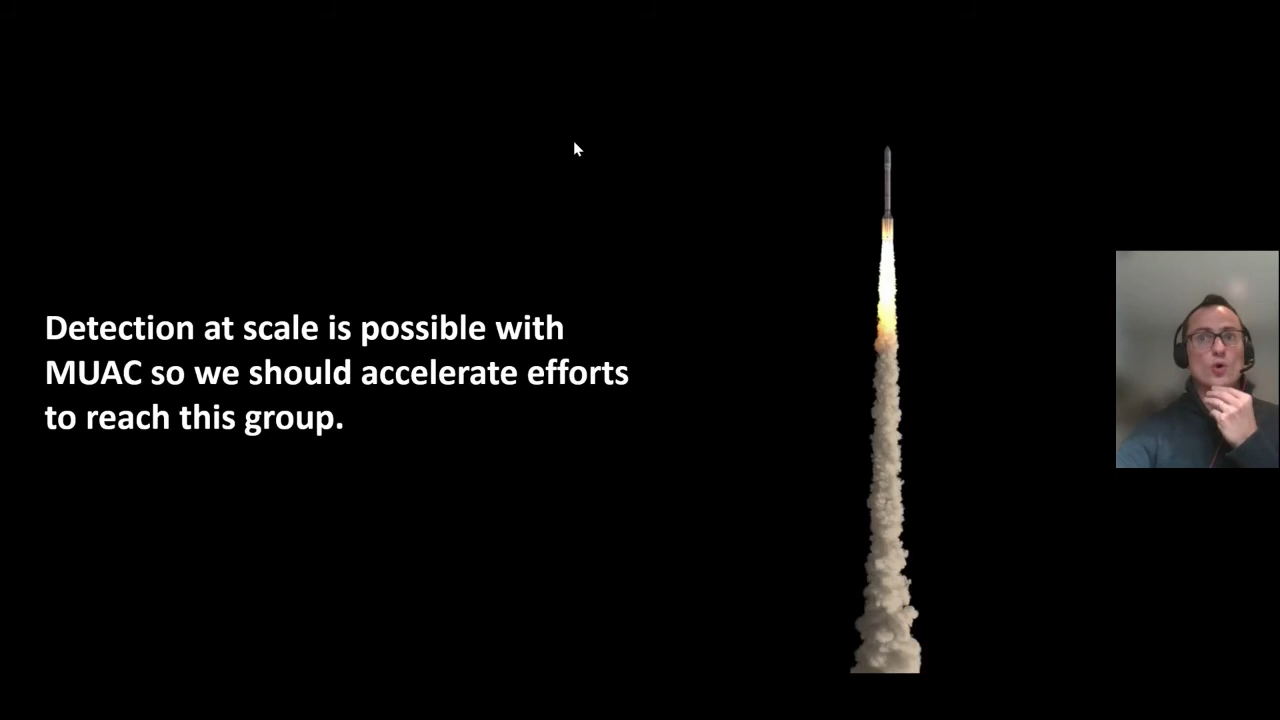 Detection at scale is possible with
MUAC so we should accelerate efforts
to reach this group.